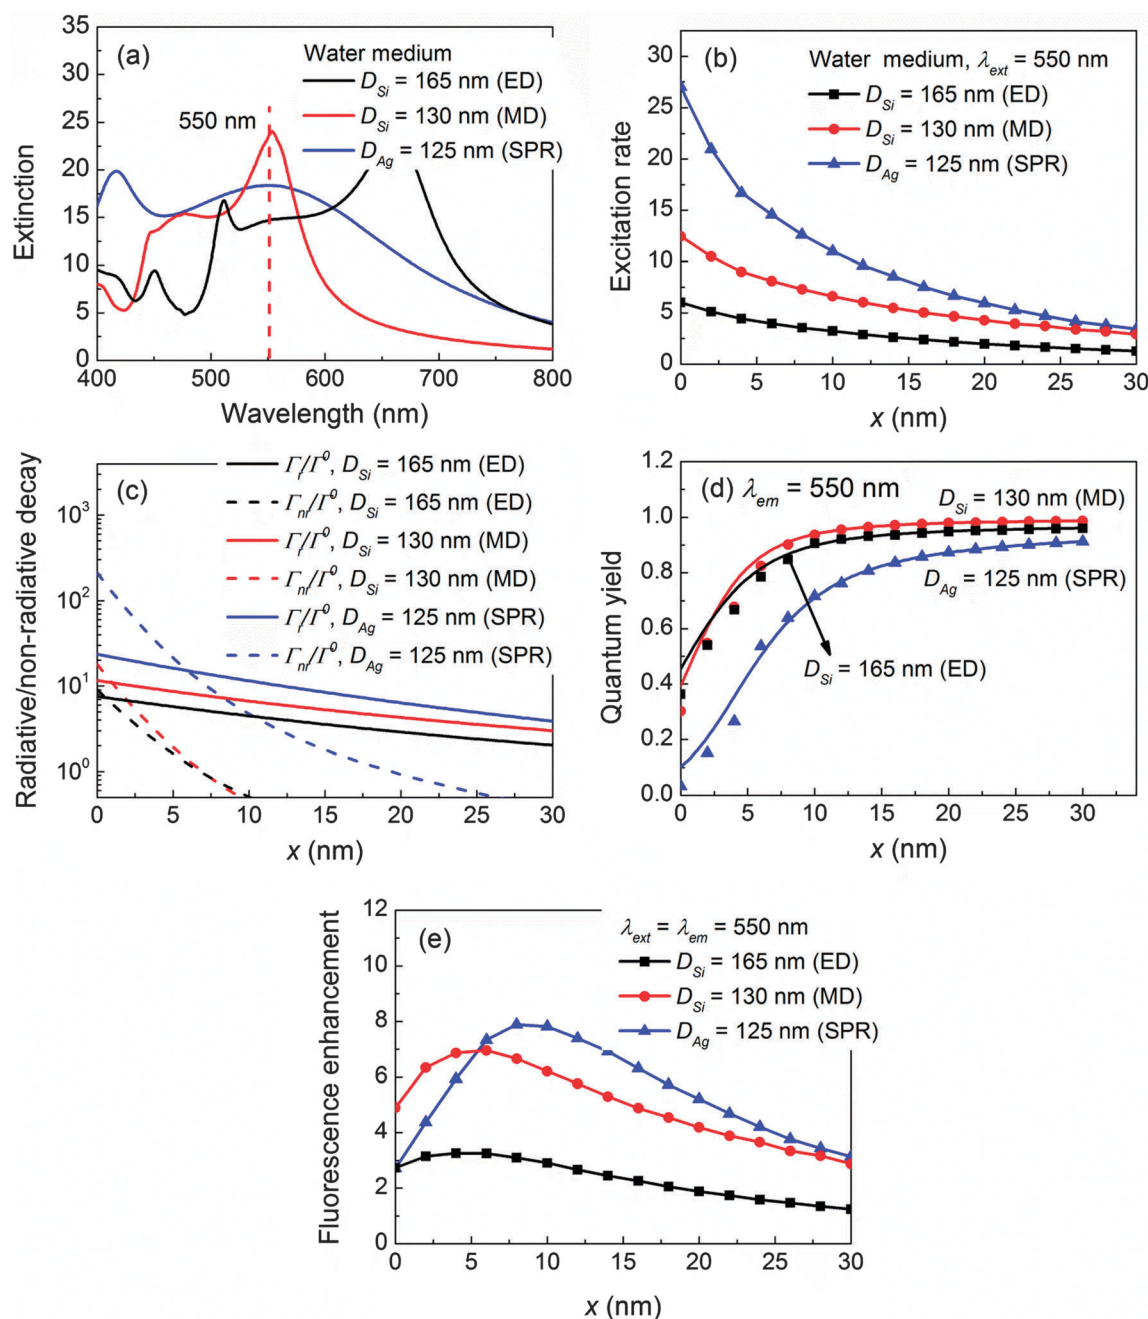 (a)
Water medium
D_Si = 165 nm (ED)
D_Si = 130 nm (MD)
D_Ag = 125 nm (SPR)
550 nm
Extinction
35
30
25
20
15
10
5
0
400 500 600 700 800
Wavelength (nm)
(b)
Water medium, λ_ext = 550 nm
D_Si = 165 nm (ED)
D_Si = 130 nm (MD)
D_Ag = 125 nm (SPR)
Excitation rate
30
25
20
15
10
5
0
0 5 10 15 20 25 30
x (nm)
(c)
Γ_r/Γ^0, D_Si = 165 nm (ED)
Γ_nr/Γ^0, D_Si = 165 nm (ED)
Γ_r/Γ^0, D_Si = 130 nm (MD)
Γ_nr/Γ^0, D_Si = 130 nm (MD)
Γ_r/Γ^0, D_Ag = 125 nm (SPR)
Γ_nr/Γ^0, D_Ag = 125 nm (SPR)
Radiative/non-radiative decay
10^3
10^2
10^1
10^0
0 5 10 15 20 25 30
x (nm)
(d) λ_em = 550 nm
D_Si = 130 nm (MD)
D_Ag = 125 nm (SPR)
D_Si = 165 nm (ED)
Quantum yield
1.2
1.0
0.8
0.6
0.4
0.2
0.0
0 5 10 15 20 25 30
x (nm)
(e)
λ_ext = λ_em = 550 nm
D_Si = 165 nm (ED)
D_Si = 130 nm (MD)
D_Ag = 125 nm (SPR)
Fluorescence enhancement
12
10
8
6
4
2
0
0 5 10 15 20 25 30
x (nm)